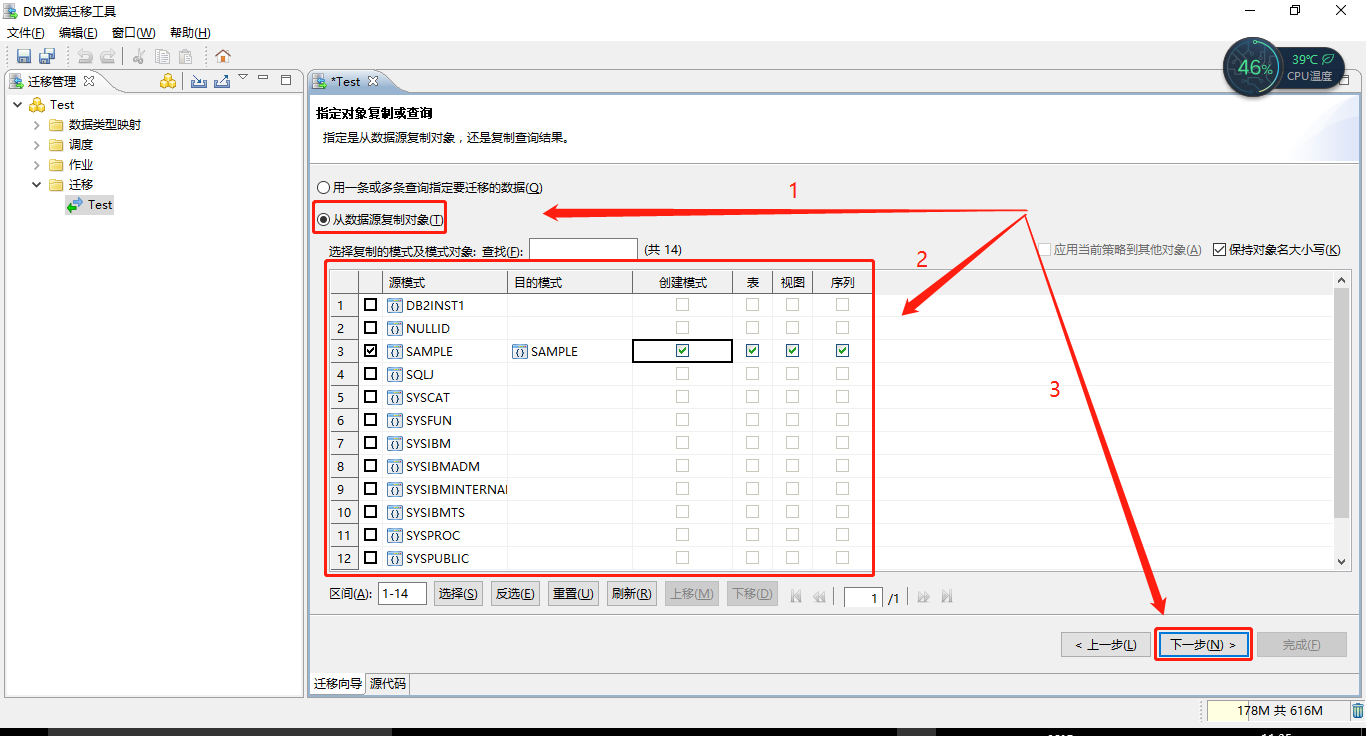 DM数据迁移工具
文件(F) 编辑(E) 窗口(W) 帮助(H)
迁移管理
*Test
46%
39℃
CPU温度
Test
数据类型映射
调度
作业
迁移
Test
指定对象复制或查询
指定是从数据源复制对象，还是复制查询结果。
用一条或多条查询指定要迁移的数据(Q)
1
从数据源复制对象(T)
选择复制的模式及模式对象: 查找(F): (共 14)
应用当前策略到其他对象(A) 保持对象名大小写(K)
2
源模式 目的模式 创建模式 表 视图 序列
1 DB2INST1
2 NULLID
3 SAMPLE SAMPLE
4 SQLJ
5 SYSCAT
6 SYSFUN
7 SYSIBM
8 SYSIBMADM
9 SYSIBMINTERNA
10 SYSIBMTS
11 SYSPROC
12 SYSPUBLIC
3
区间(A): 1-14 选择(S) 反选(E) 重置(U) 刷新(R) 上移(M) 下移(D) 1 /1
< 上一步(L) 下一步(N) > 完成(F)
迁移向导 源代码
178M 共 616M